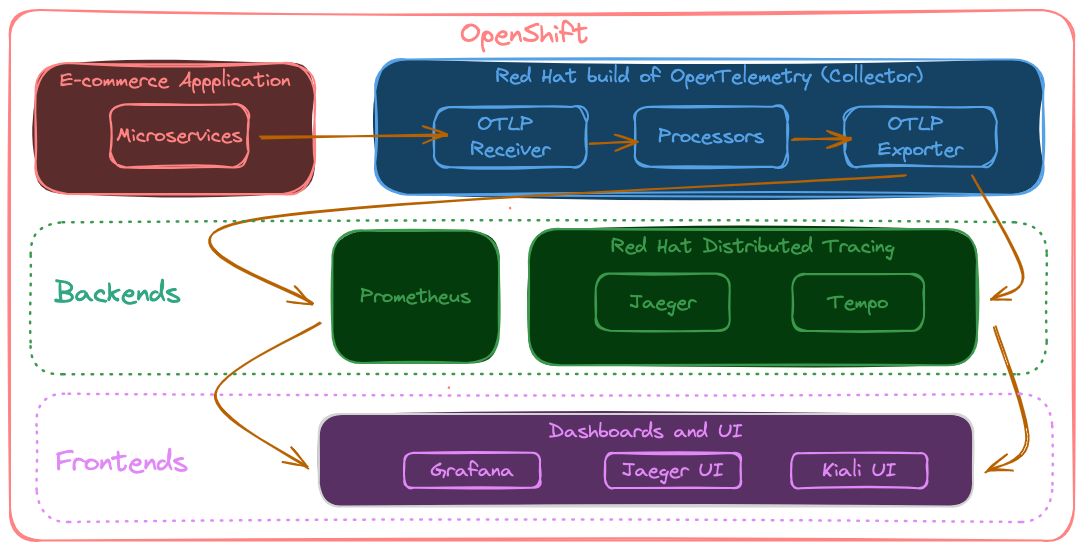 OpenShift
E-commerce Appplication
Microservices
Red Hat build of OpenTelemetry (Collector)
OTLP
Receiver
Processors
OTLP
Exporter
Backends
Prometheus
Red Hat Distributed Tracing
Jaeger
Tempo
Frontends
Dashboards and UI
Grafana
Jaeger UI
Kiali UI